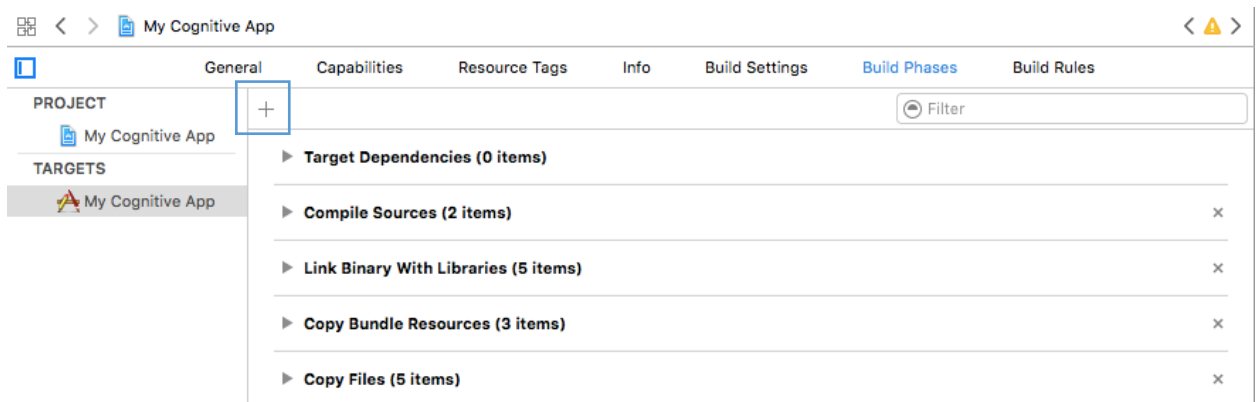 My Cognitive App
General Capabilities Resource Tags Info Build Settings Build Phases Build Rules
PROJECT
+
Filter
My Cognitive App
Target Dependencies (0 items)
TARGETS
My Cognitive App
Compile Sources (2 items)
Link Binary With Libraries (5 items)
Copy Bundle Resources (3 items)
Copy Files (5 items)